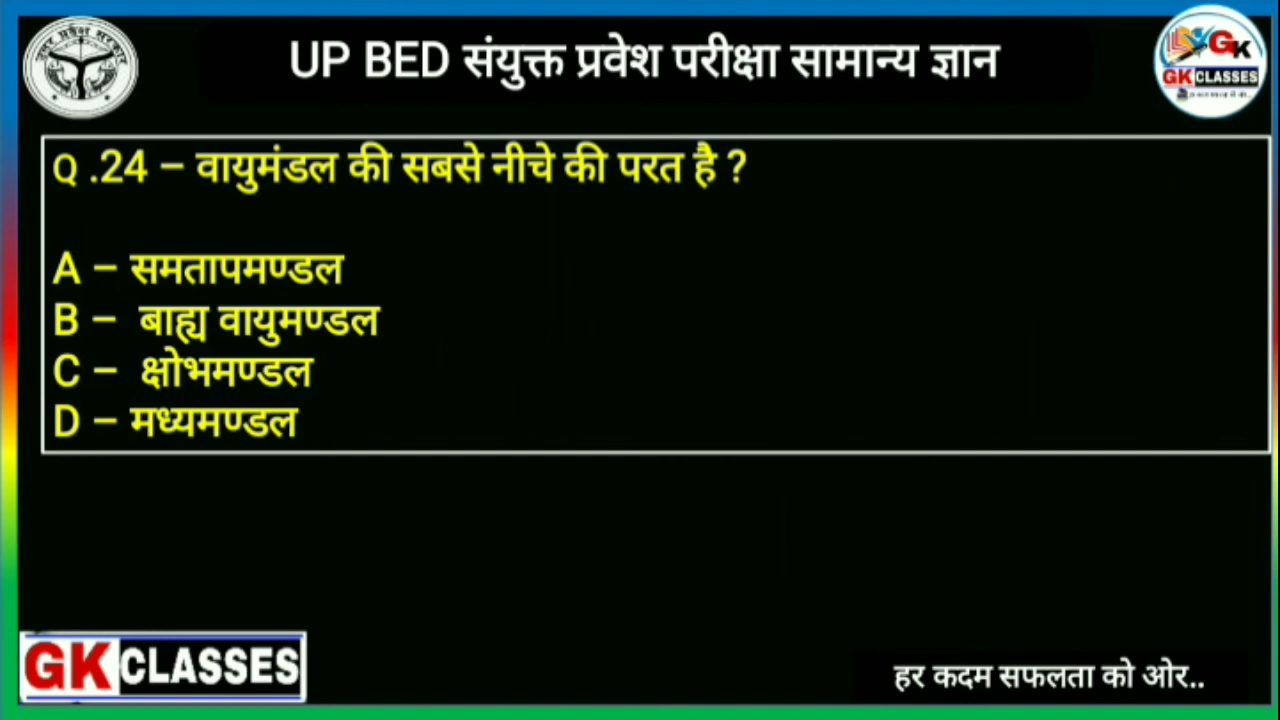 UP BED संयुक्त प्रवेश परीक्षा सामान्य ज्ञान
GK
GK CLASSES
Q .24 – वायुमंडल की सबसे नीचे की परत है ?
A – समतापमण्डल
B – बाह्य वायुमण्डल
C – क्षोभमण्डल
D – मध्यमण्डल
GK CLASSES
हर कदम सफलता को ओर..